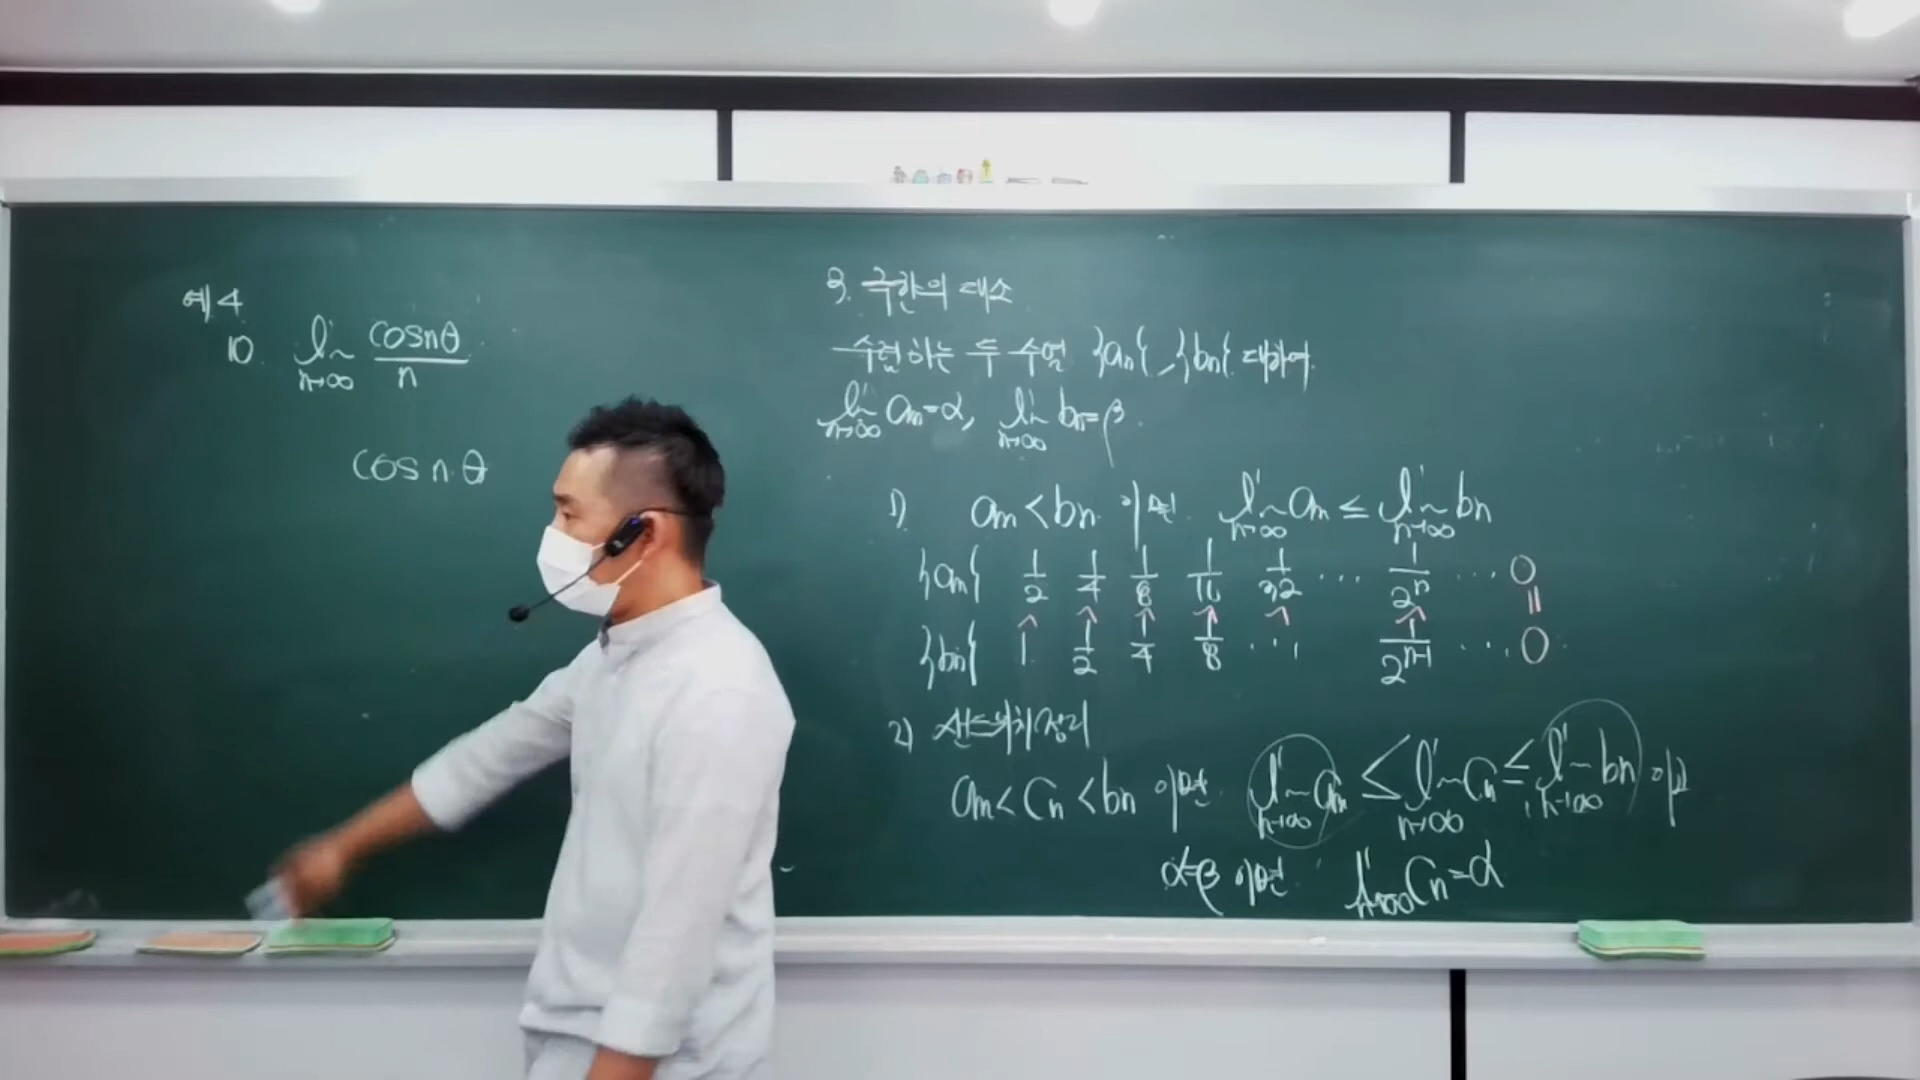 예4
10. lim n→∞ cosnθ/n
cos n·θ
3. 극한의 대소
수렴하는 두 수열 {an}, {bn} 대하여
lim n→∞ an=α, lim n→∞ bn=β.
1) an<bn 이면 lim n→∞ an ≤ lim n→∞ bn
{an} 1/2 1/4 1/8 1/16 1/32 ... 1/2^n ... 0
^ ^ ^ ^ ^ ^ ||
{bn} 1 1/2 1/4 1/8 ... 1/2^(n-1) ... 0
2) 샌드위치정리
an<cn<bn 이면 lim n→∞ an ≤ lim n→∞ cn ≤ lim n→∞ bn 이고
α=β 이면 lim n→∞ cn=α